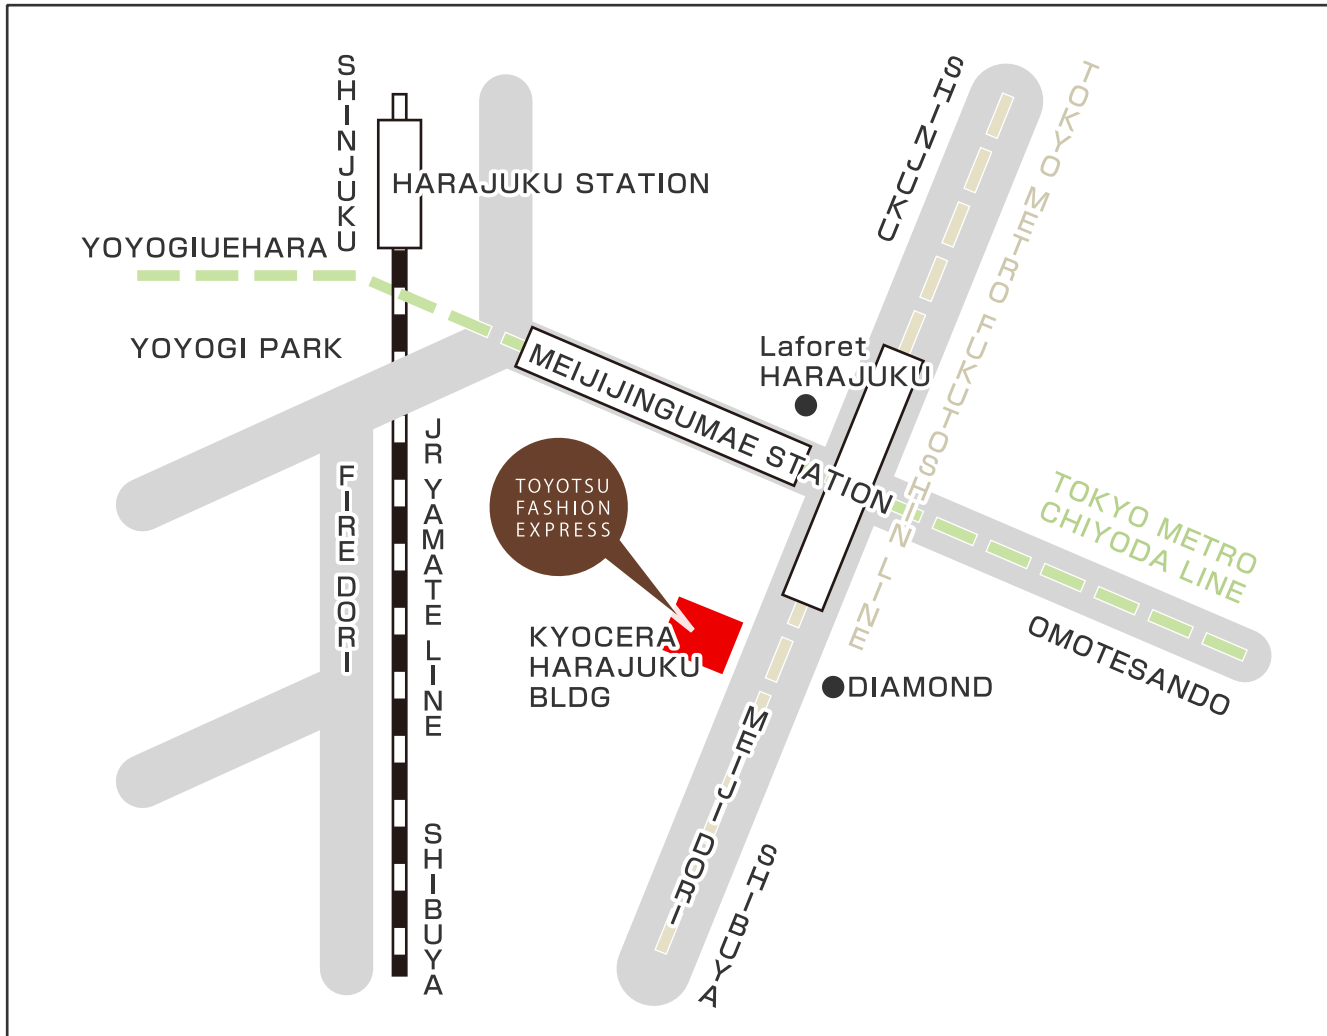 SHINJUKU
HARAJUKU STATION
YOYOGIUEHARA
YOYOGI PARK
SHINJUKU
TOKYO METRO FUKUTOSHIN LINE
Laforet
HARAJUKU
MEIJIJINGUMAE STATION
JR YAMATE LINE
FIRE DORI
TOYOTSU
FASHION
EXPRESS
TOKYO METRO
CHIYODA LINE
OMOTESANDO
KYOCERA
HARAJUKU
BLDG
DIAMOND
MEIJI DORI
SHIBUYA
SHIBUYA